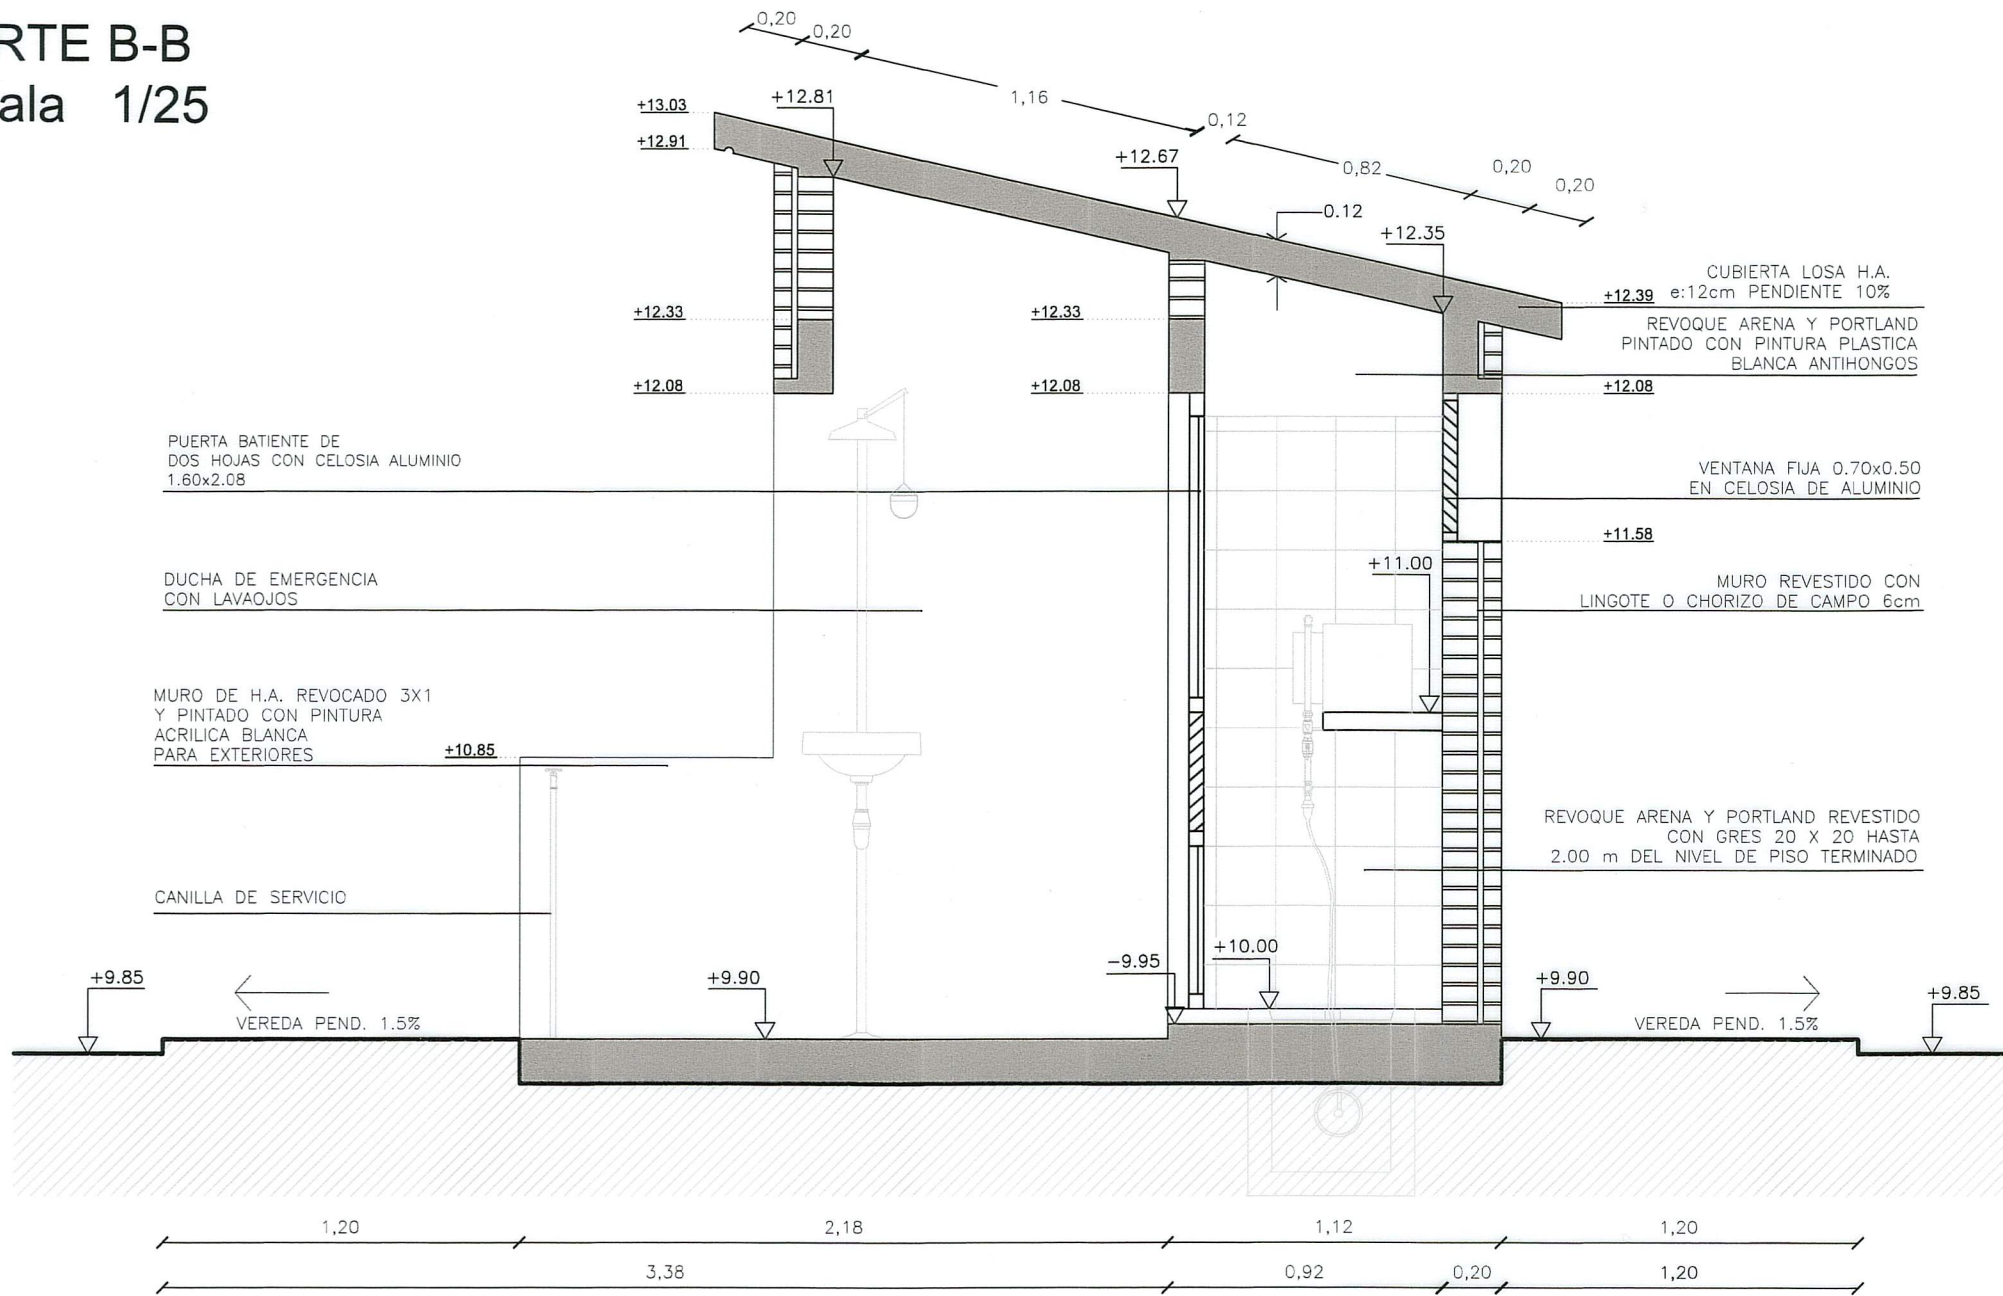 RTE B-B
ala 1/25
0,20
0,20
1,16
0,12
0,82
0,20
0,20
+13.03
+12.81
+12.91
+12.67
0.12
+12.35
CUBIERTA LOSA H.A.
e:12cm PENDIENTE 10%
+12.39
REVOQUE ARENA Y PORTLAND
PINTADO CON PINTURA PLASTICA
BLANCA ANTIHONGOS
+12.33
+12.33
+12.08
+12.08
+12.08
PUERTA BATIENTE DE
DOS HOJAS CON CELOSIA ALUMINIO
1.60x2.08
VENTANA FIJA 0.70x0.50
EN CELOSIA DE ALUMINIO
+11.58
+11.00
DUCHA DE EMERGENCIA
CON LAVAOJOS
MURO REVESTIDO CON
LINGOTE O CHORIZO DE CAMPO 6cm
MURO DE H.A. REVOCADO 3X1
Y PINTADO CON PINTURA
ACRILICA BLANCA
PARA EXTERIORES
+10.85
REVOQUE ARENA Y PORTLAND REVESTIDO
CON GRES 20 X 20 HASTA
2.00 m DEL NIVEL DE PISO TERMINADO
CANILLA DE SERVICIO
+9.85
+9.90
-9.95
+10.00
+9.90
+9.85
VEREDA PEND. 1.5%
VEREDA PEND. 1.5%
1,20
2,18
1,12
1,20
3,38
0,92
0,20
1,20